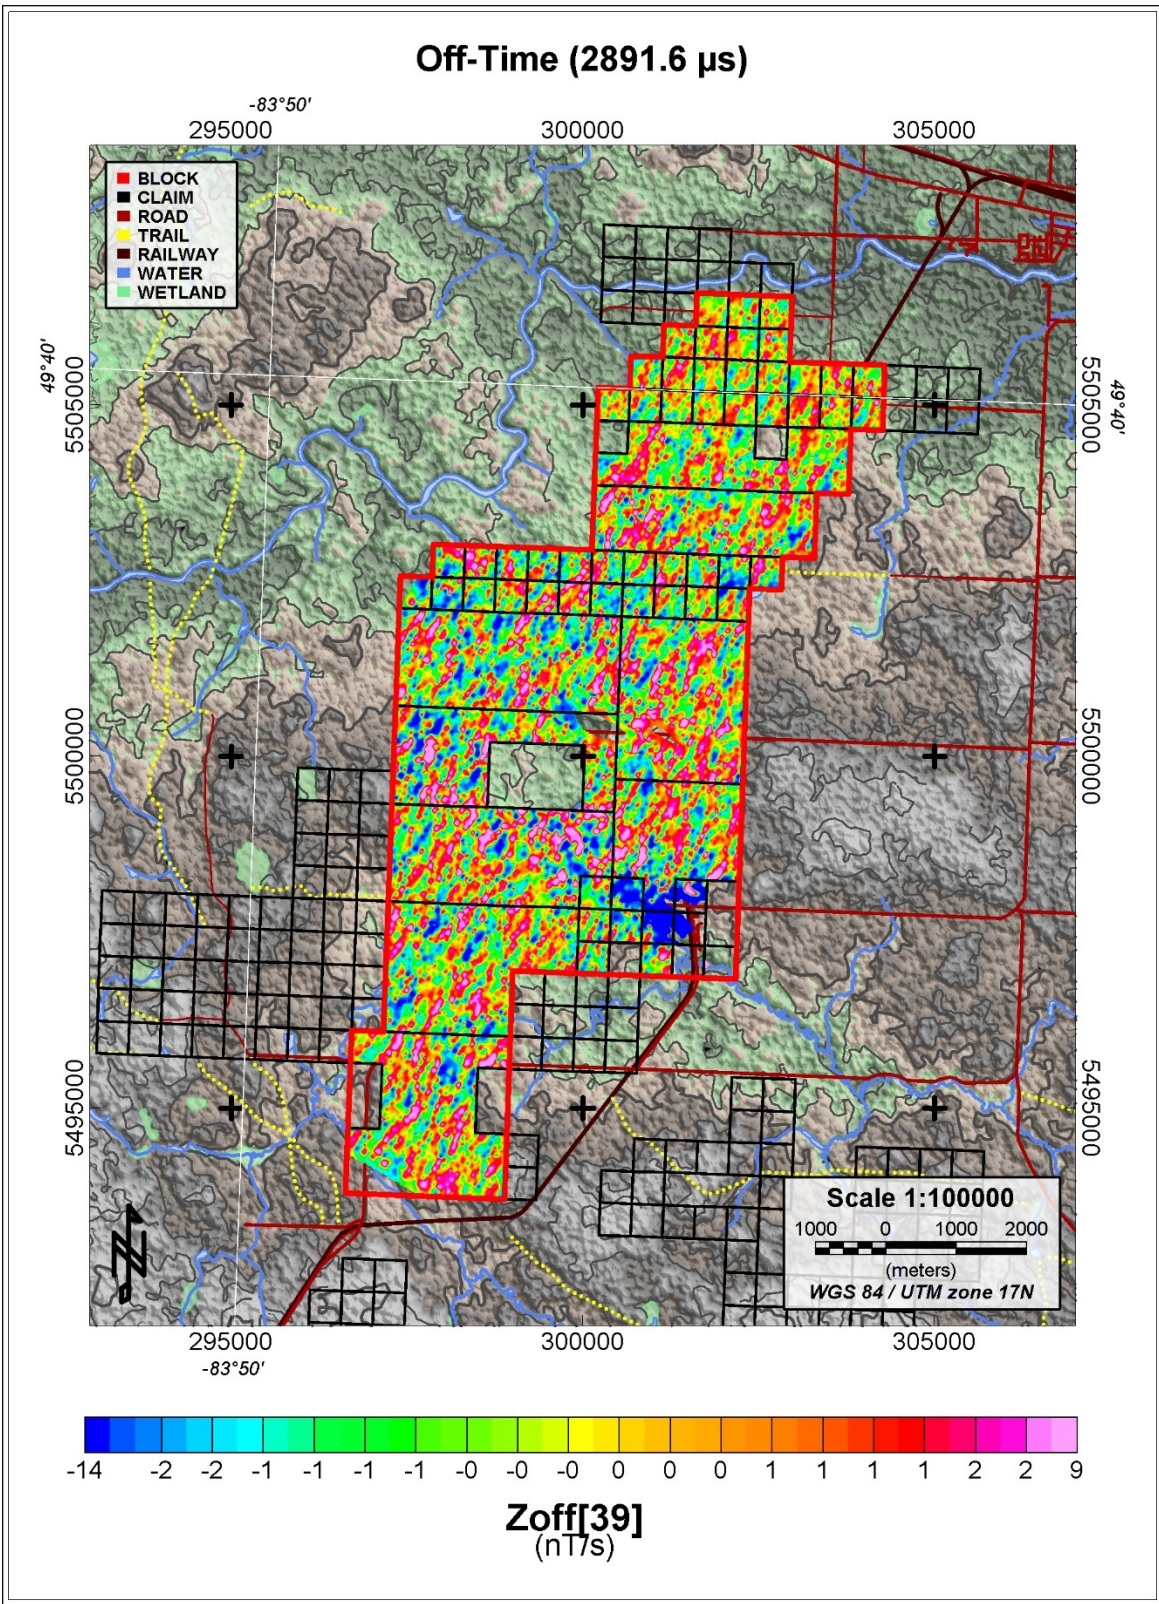 Off-Time (2891.6 µs)
-83°50'
295000 300000 305000
BLOCK
CLAIM
ROAD
TRAIL
RAILWAY
WATER
WETLAND
49°40'
5505000
5500000
5495000
49°40'
5505000
5500000
5495000
Scale 1:100000
1000 0 1000 2000
(meters)
WGS 84 / UTM zone 17N
295000 300000 305000
-83°50'
-14 -2 -2 -1 -1 -1 -1 -0 -0 -0 0 0 0 1 1 1 1 2 2 9
Zoff[39]
(nT/s)